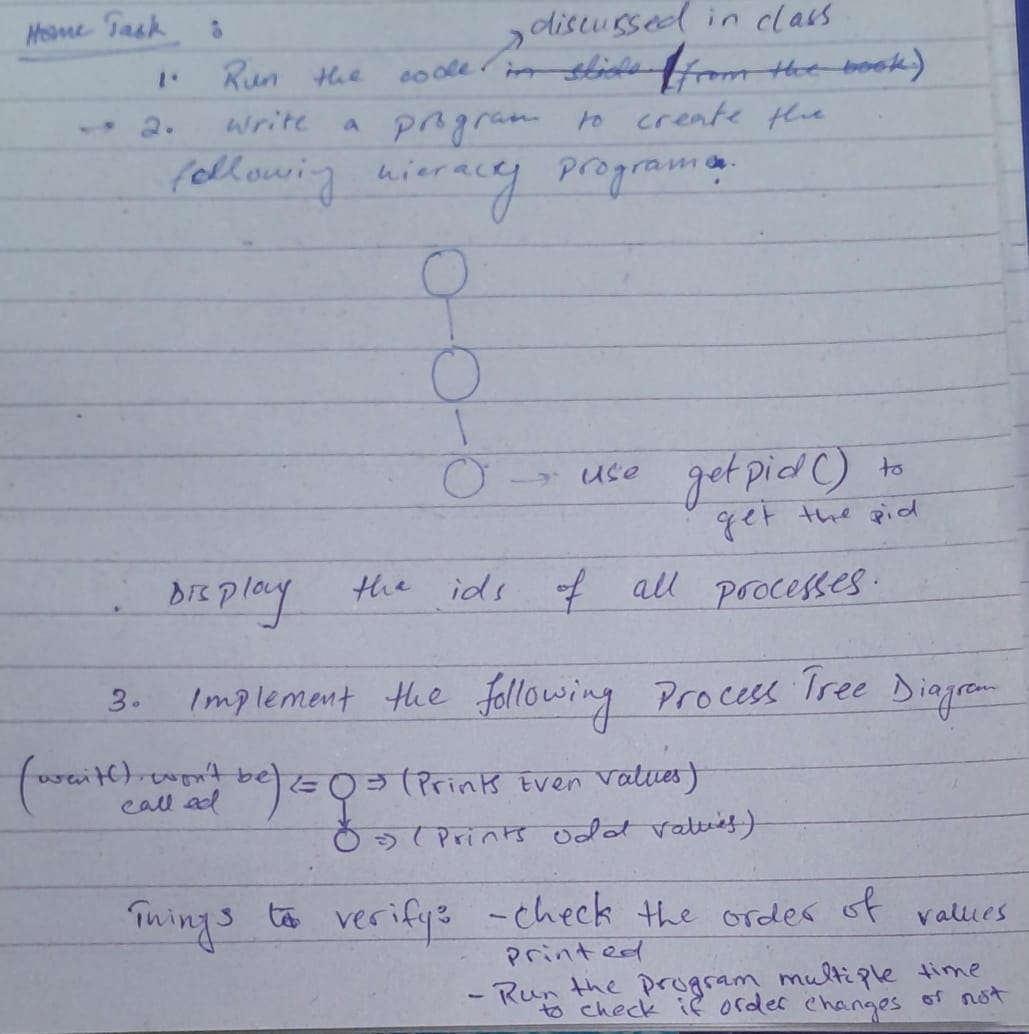 Home Task :
discussed in class
1. Run the code in slide (from the book)
→ 2. Write a program to create the
following hieracy programe.
→ use getpid() to
get the pid
. Display the ids of all processes.
3. Implement the following Process Tree Diagram
(wait() won't be called) <= => (Prints Even values)
=> (Prints odd values)
Things to verify: - Check the order of values
printed
- Run the program multiple time
to check if order changes or not